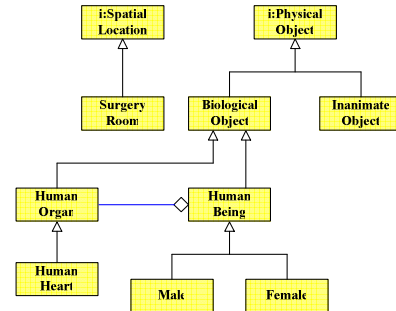 i:Spatial
Location
i:Physical
Object
Surgery
Room
Biological
Object
Inanimate
Object
Human
Organ
Human
Being
Human
Heart
Male
Female